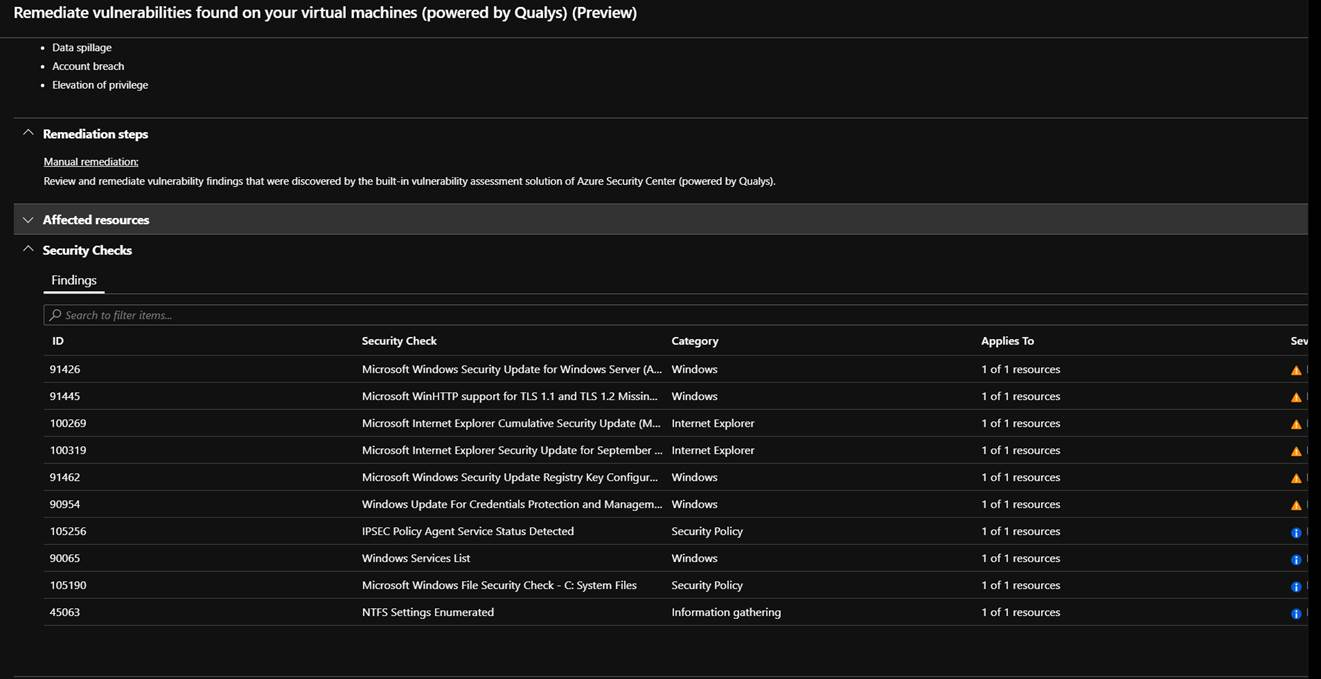 Remediate vulnerabilities found on your virtual machines (powered by Qualys) (Preview)
Data spillage
Account breach
Elevation of privilege
Remediation steps
Manual remediation:
Review and remediate vulnerability findings that were discovered by the built-in vulnerability assessment solution of Azure Security Center (powered by Qualys).
Affected resources
Security Checks
Findings
Search to filter items...
ID Security Check Category Applies To Sev
91426 Microsoft Windows Security Update for Windows Server (A... Windows 1 of 1 resources
91445 Microsoft WinHTTP support for TLS 1.1 and TLS 1.2 Missin... Windows 1 of 1 resources
100269 Microsoft Internet Explorer Cumulative Security Update (M... Internet Explorer 1 of 1 resources
100319 Microsoft Internet Explorer Security Update for September ... Internet Explorer 1 of 1 resources
91462 Microsoft Windows Security Update Registry Key Configur... Windows 1 of 1 resources
90954 Windows Update For Credentials Protection and Managem... Windows 1 of 1 resources
105256 IPSEC Policy Agent Service Status Detected Security Policy 1 of 1 resources
90065 Windows Services List Windows 1 of 1 resources
105190 Microsoft Windows File Security Check - C: System Files Security Policy 1 of 1 resources
45063 NTFS Settings Enumerated Information gathering 1 of 1 resources